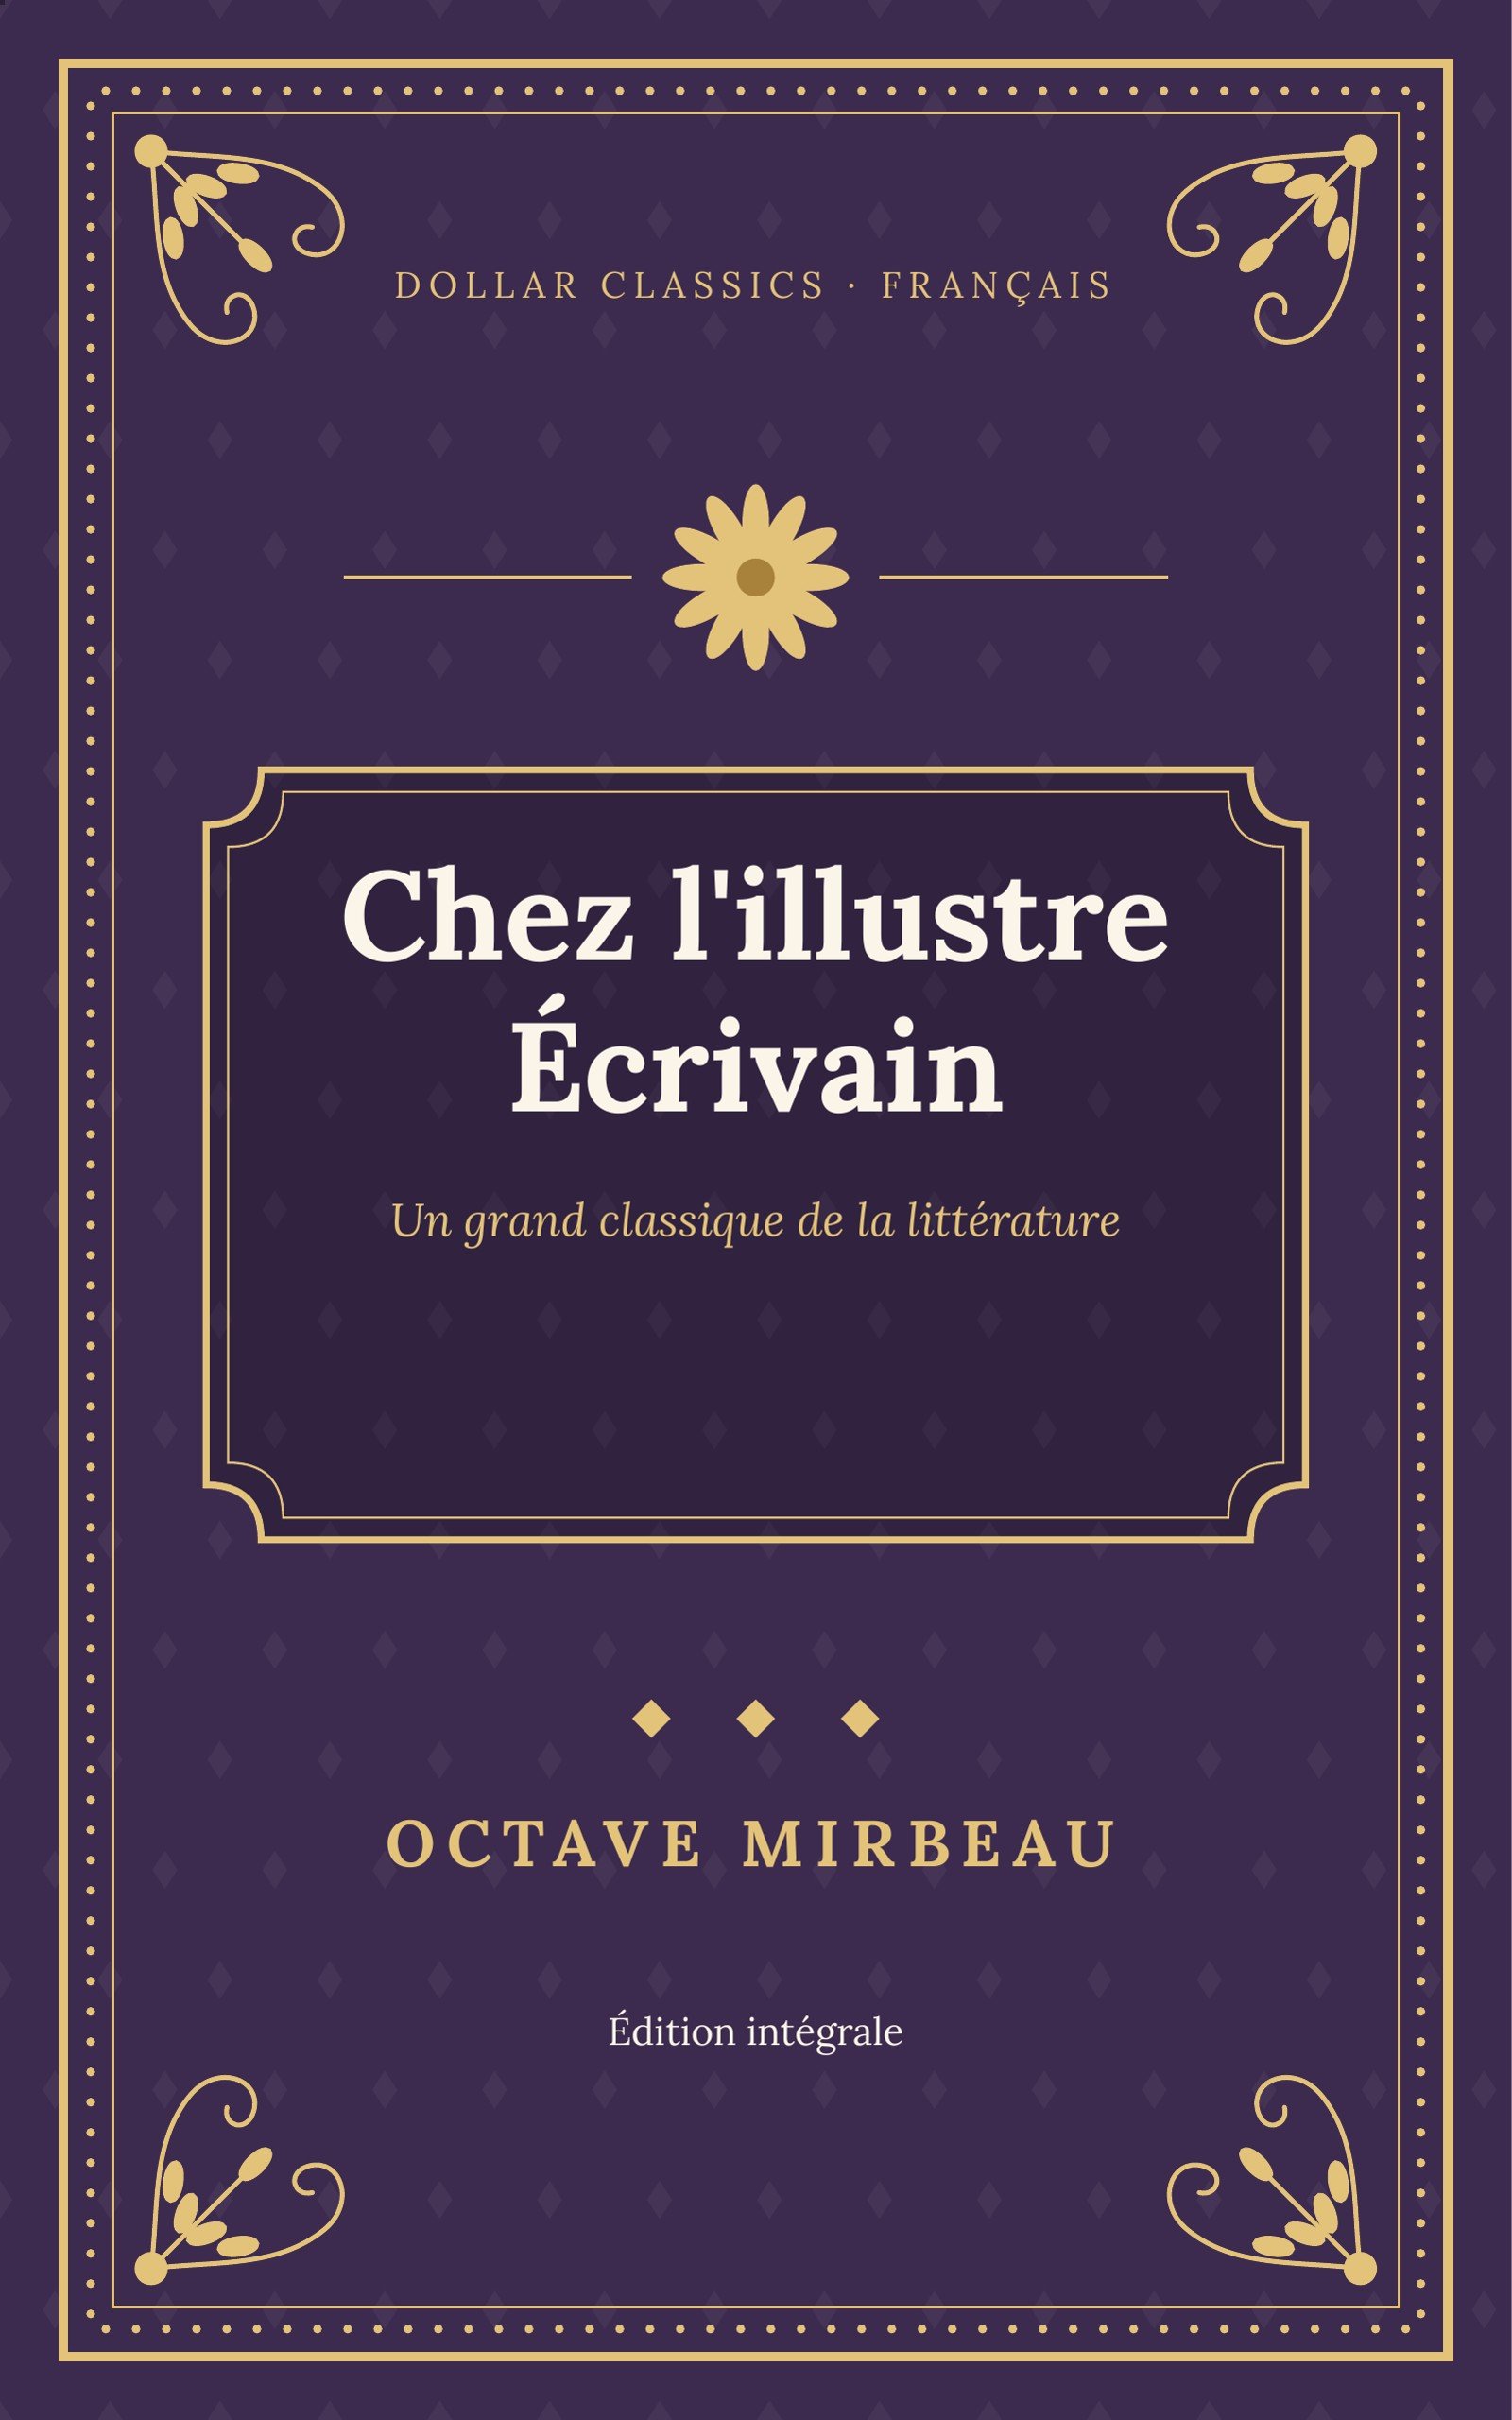 DOLLAR CLASSICS · FRANÇAIS
Chez l'illustre
Écrivain
Un grand classique de la littérature
OCTAVE MIRBEAU
Édition intégrale